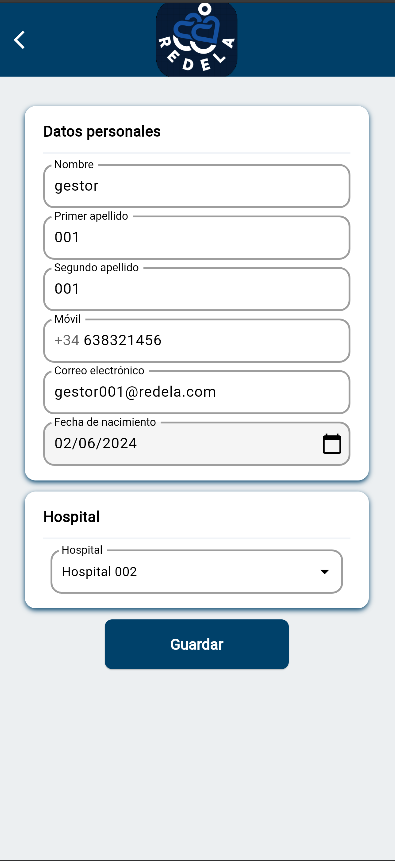 REDELA
Datos personales
Nombre
gestor
Primer apellido
001
Segundo apellido
001
Móvil
+34 638321456
Correo electrónico
gestor001@redela.com
Fecha de nacimiento
02/06/2024
Hospital
Hospital
Hospital 002
Guardar